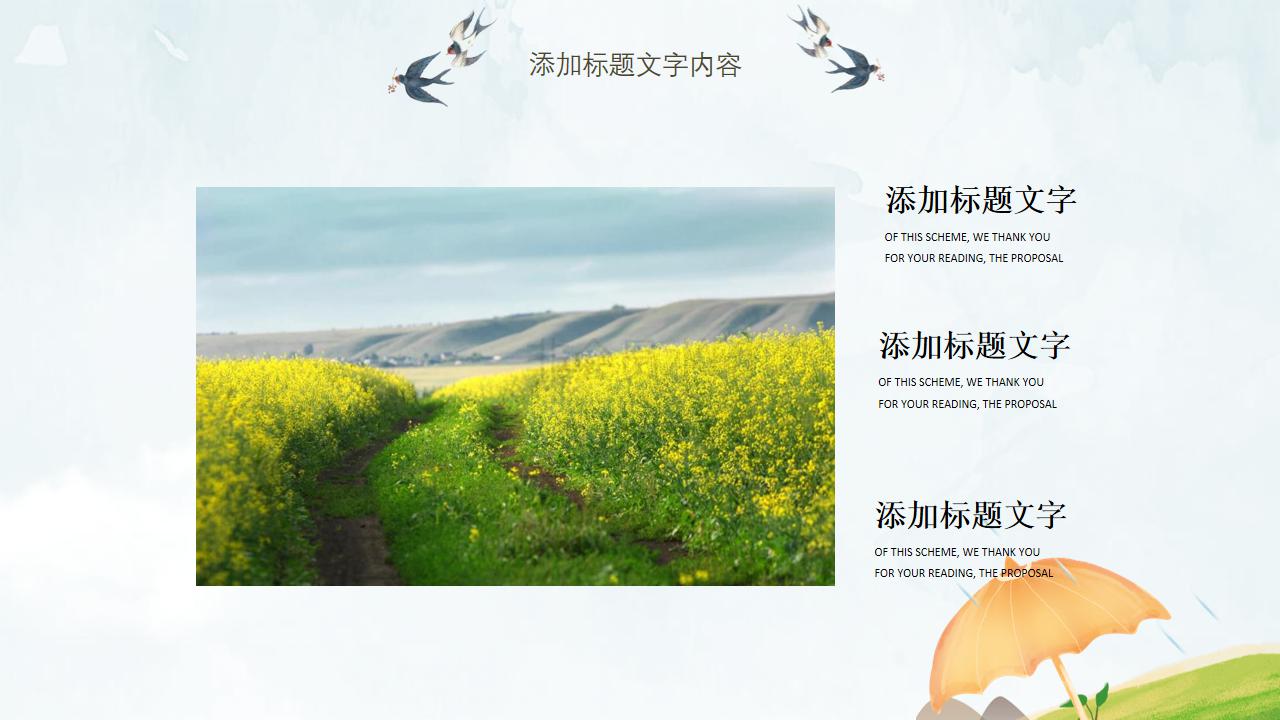 添加标题文字内容
添加标题文字
OF THIS SCHEME, WE THANK YOU
FOR YOUR READING, THE PROPOSAL
添加标题文字
OF THIS SCHEME, WE THANK YOU
FOR YOUR READING, THE PROPOSAL
添加标题文字
OF THIS SCHEME, WE THANK YOU
FOR YOUR READING, THE PROPOSAL